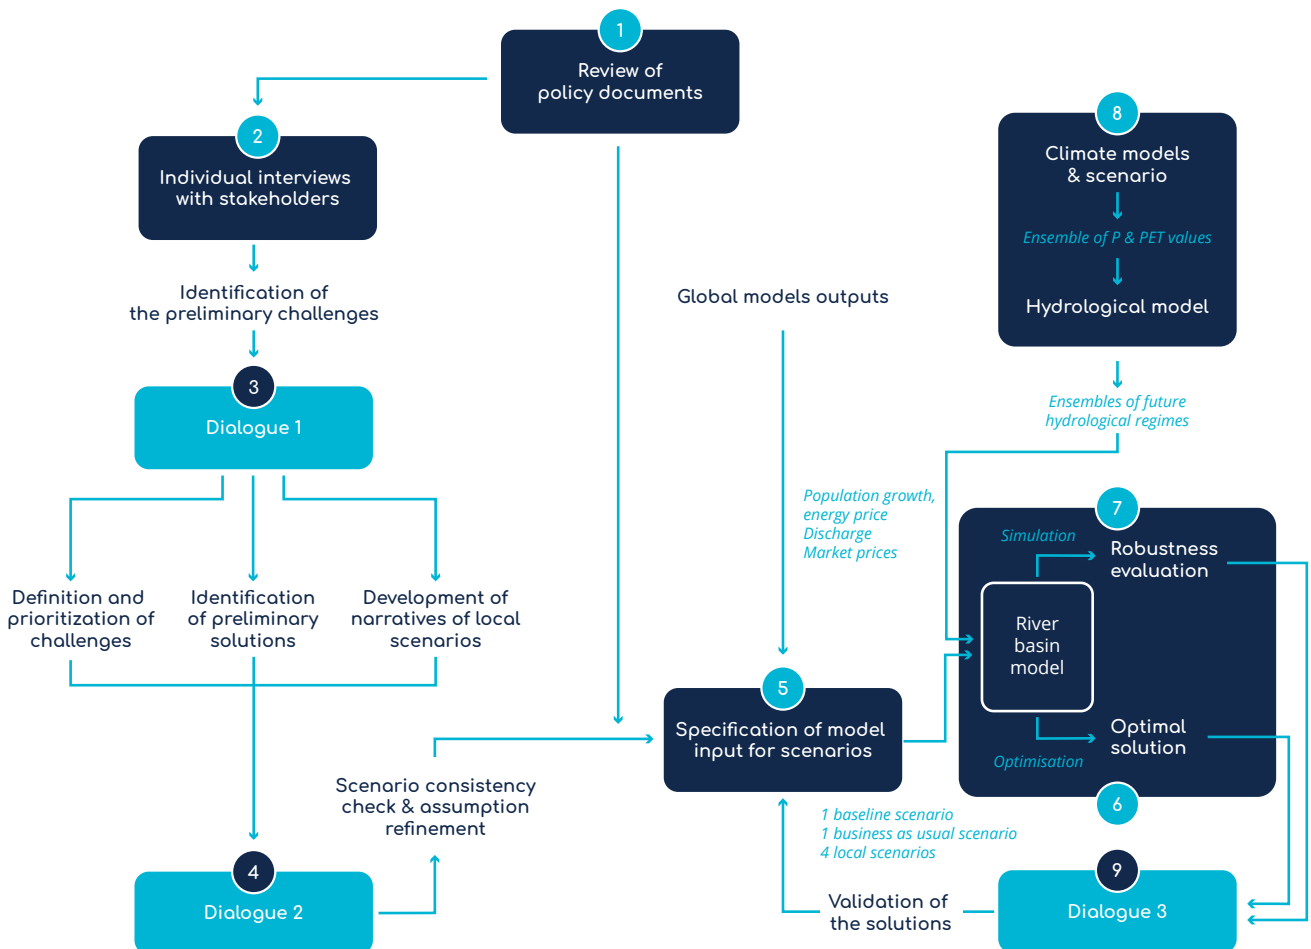 1
Review of
policy documents
2
Individual interviews
with stakeholders
Identification of
the preliminary challenges
3
Dialogue 1
Definition and
prioritization of
challenges
Identification
of preliminary
solutions
Development of
narratives of local
scenarios
4
Dialogue 2
Scenario consistency
check & assumption
refinement
Global models outputs
Population growth,
energy price
Discharge
Market prices
5
Specification of model
input for scenarios
1 baseline scenario
1 business as usual scenario
4 local scenarios
8
Climate models
& scenario
Ensemble of P & PET values
Hydrological model
Ensembles of future
hydrological regimes
7
Simulation
Robustness
evaluation
River
basin
model
Optimal
solution
Optimisation
6
9
Dialogue 3
Validation of
the solutions